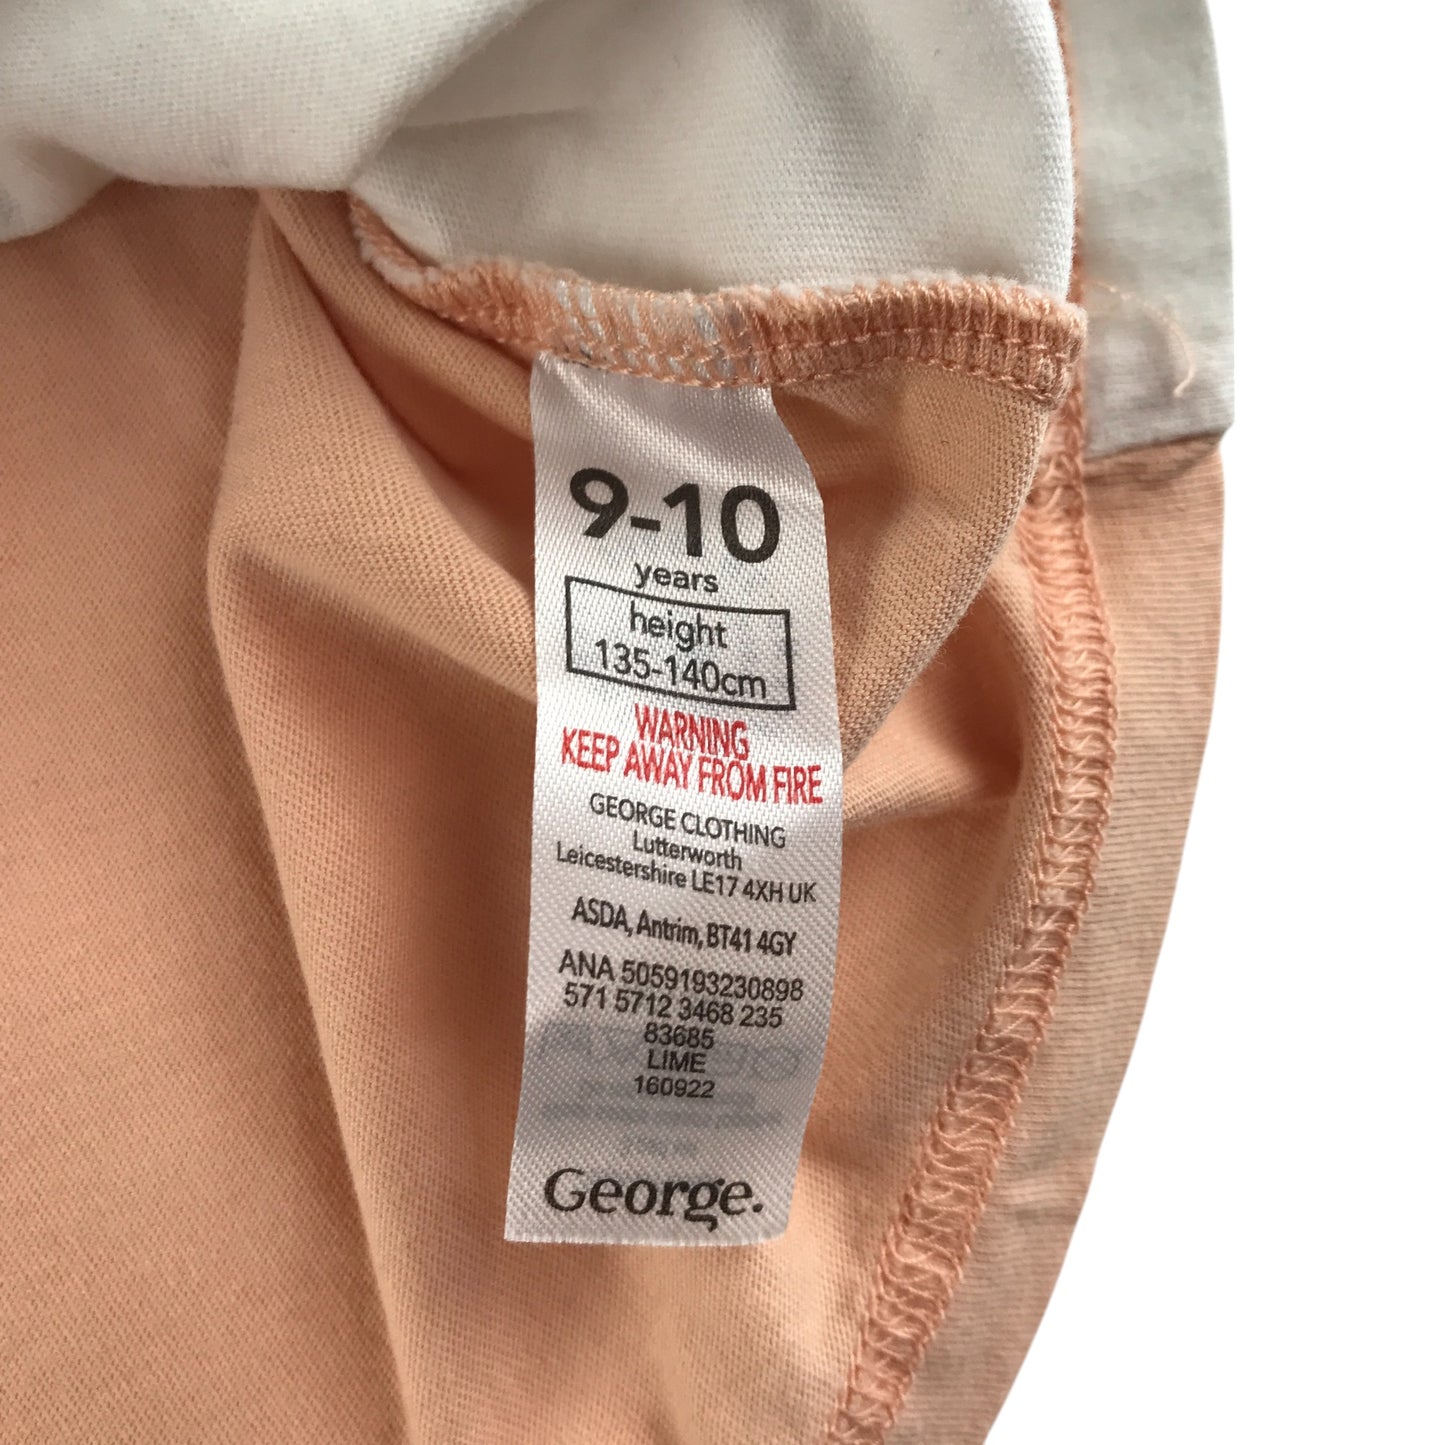 9-10
years
height
135-140cm
WARNING
KEEP AWAY FROM FIRE
GEORGE CLOTHING
Lutterworth
Leicestershire LE17 4XH UK
ASDA, Antrim, BT41 4GY
ANA 5059193230898
571 5712 3468 235
83685
LIME
160922
George.